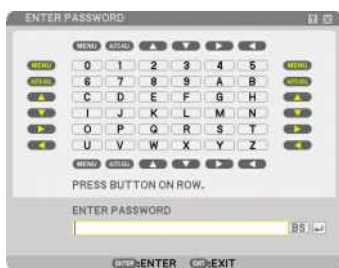 ENTER PASSWORD
MENU AUTO ADJ.
MENU 0 1 2 3 4 5 MENU
AUTO ADJ. 6 7 8 9 A B AUTO ADJ.
C D E F G H
I J K L M N
O P Q R S T
U V W X Y Z
MENU AUTO ADJ.
PRESS BUTTON ON ROW.
ENTER PASSWORD
BS
ENTER :ENTER EXIT :EXIT